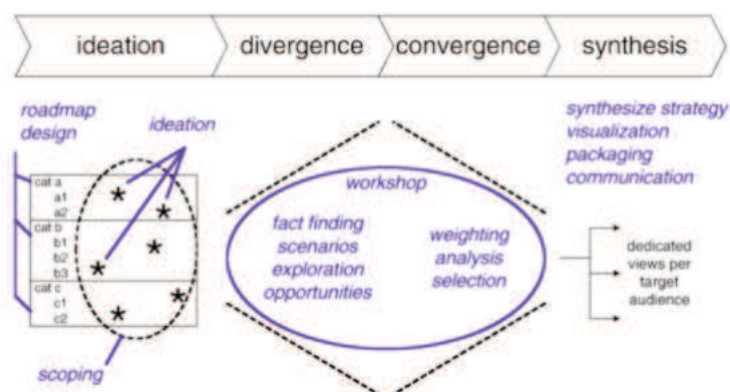 ideation
divergence
convergence
synthesis
roadmap
design
ideation
cat a
a1
a2
cat b
b1
b2
b3
cat c
c1
c2
scoping
workshop
fact finding
scenarios
exploration
opportunities
weighting
analysis
selection
synthesize strategy
visualization
packaging
communication
dedicated
views per
target
audience